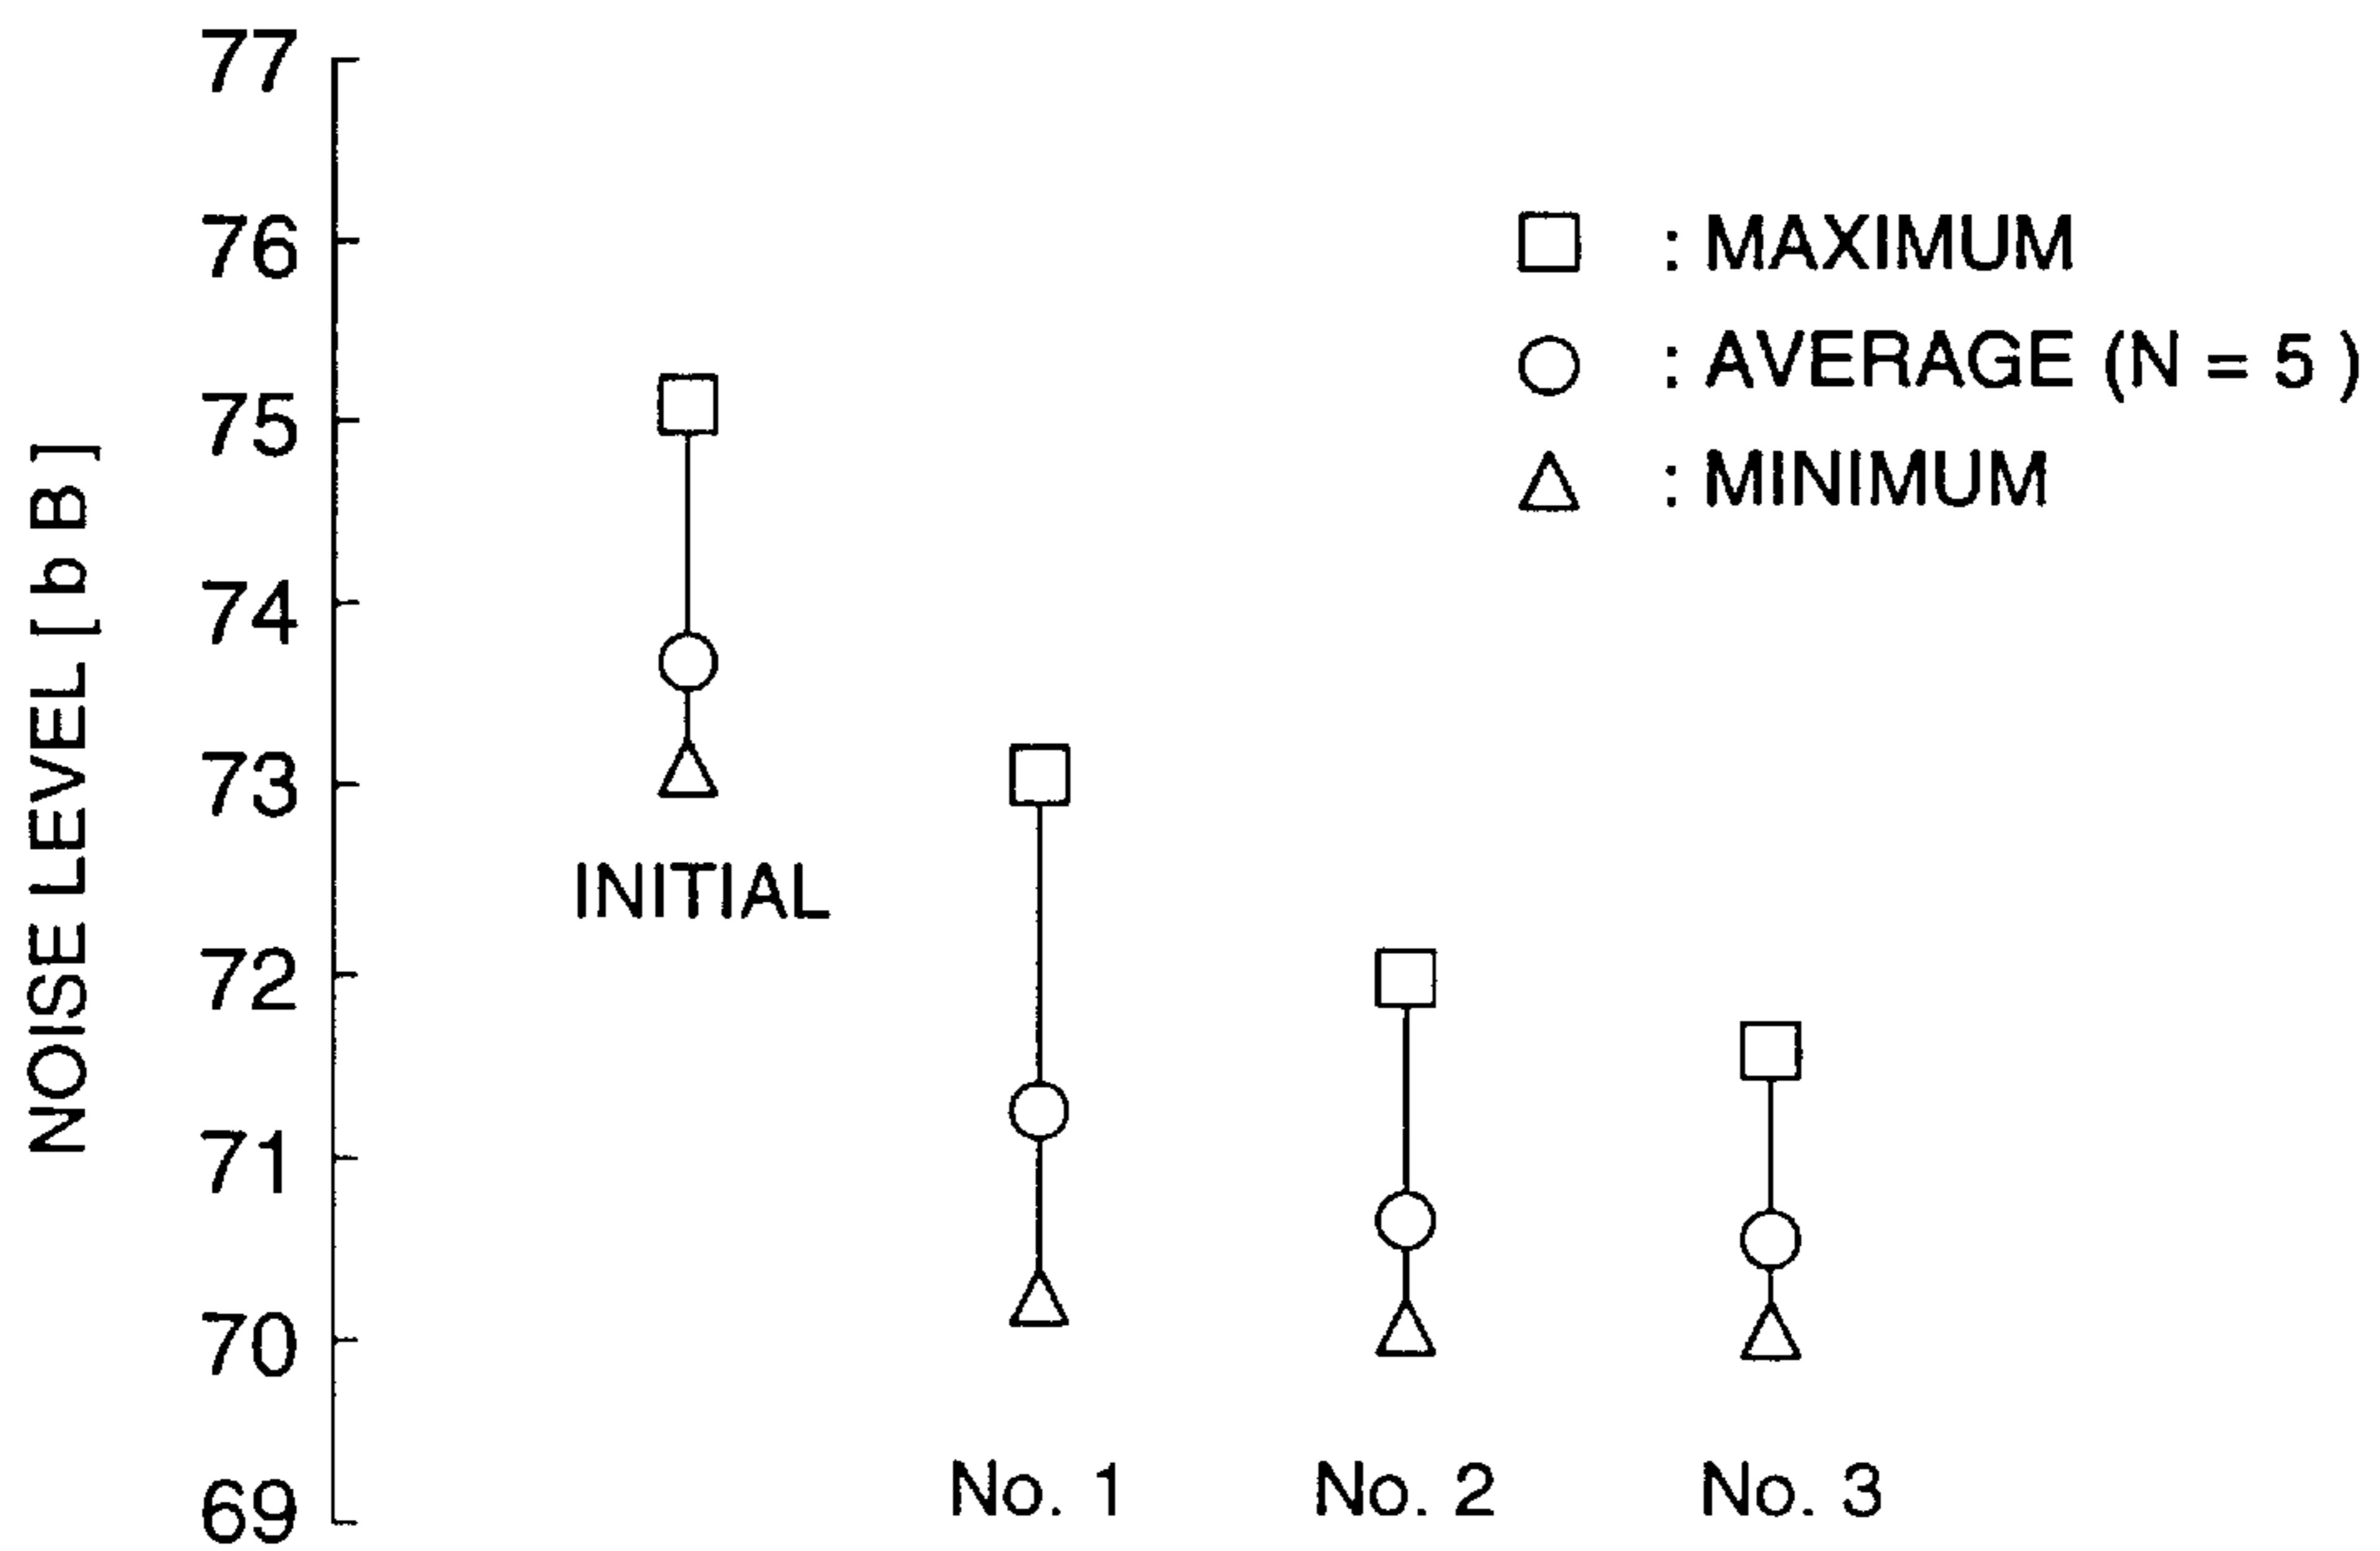 77
76
75
74
73
72
71
70
69
NOISE LEVEL [ b B ]
: MAXIMUM
: AVERAGE (N = 5 )
: MINIMUM
INITIAL
No. 1
No. 2
No. 3